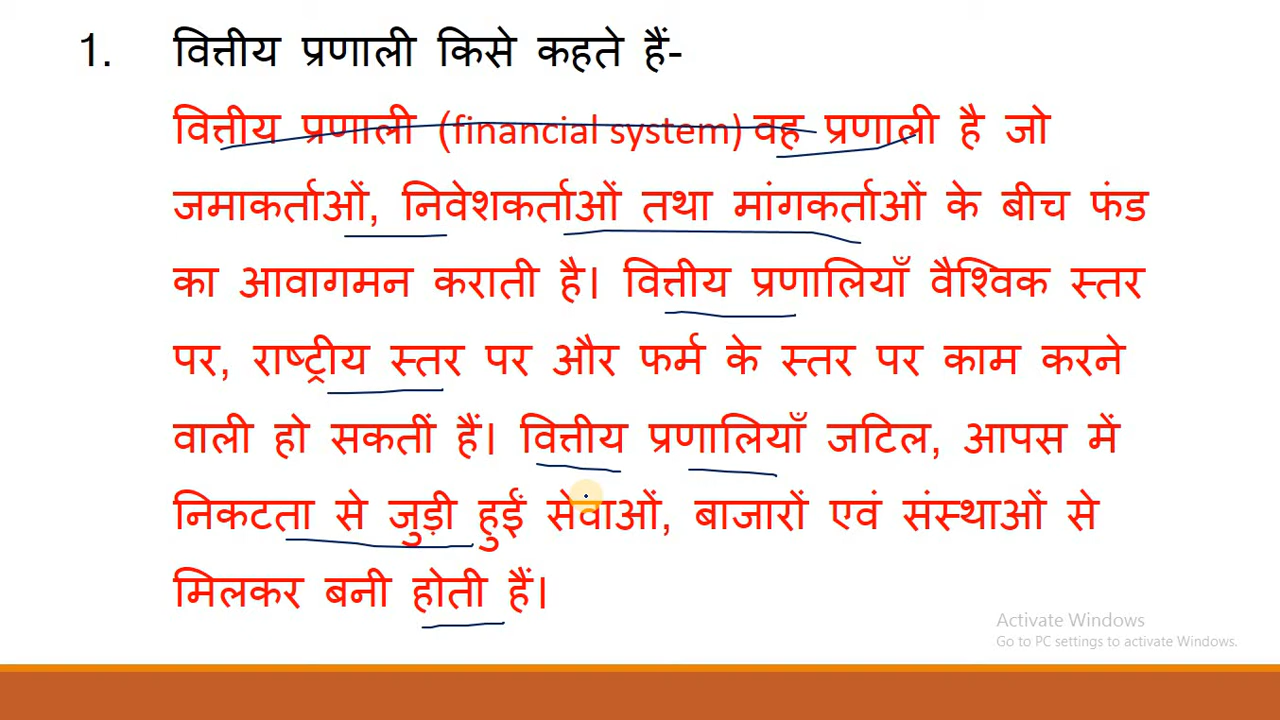 1. वित्तीय प्रणाली किसे कहते हैं-
वित्तीय प्रणाली (financial system) वह प्रणाली है जो
जमाकर्ताओं, निवेशकर्ताओं तथा मांगकर्ताओं के बीच फंड
का आवागमन कराती है। वित्तीय प्रणालियाँ वैश्विक स्तर
पर, राष्ट्रीय स्तर पर और फर्म के स्तर पर काम करने
वाली हो सकतीं हैं। वित्तीय प्रणालियाँ जटिल, आपस में
निकटता से जुड़ी हुईं सेवाओं, बाजारों एवं संस्थाओं से
मिलकर बनी होती हैं।
Activate Windows
Go to PC settings to activate Windows.